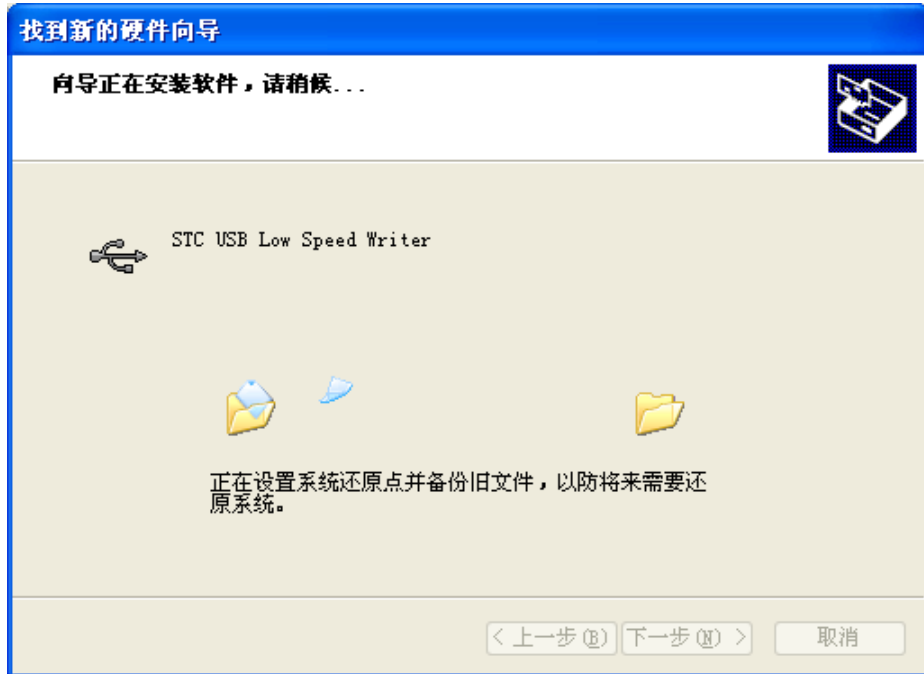 找到新的硬件向导
向导正在安装软件，请稍候...
STC USB Low Speed Writer
正在设置系统还原点并备份旧文件，以防将来需要还
原系统。
< 上一步(B) 下一步(N) > 取消